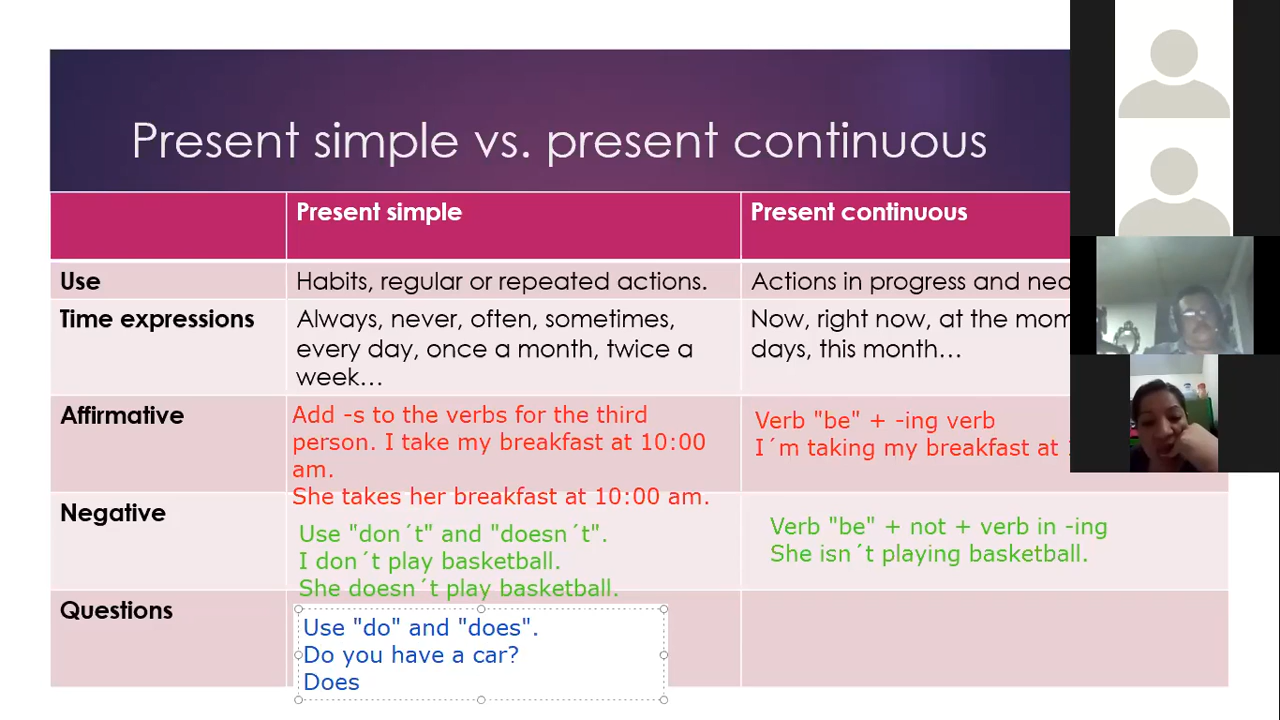 Present simple vs. present continuous
Present simple
Present continuous
Use
Habits, regular or repeated actions.
Actions in progress and
Time expressions
Always, never, often, sometimes,
every day, once a month, twice a
week…
Now, right now, at the
days, this month…
Affirmative
Add -s to the verbs for the third
person. I take my breakfast at 10:00
am.
She takes her breakfast at 10:00 am.
Verb "be" + -ing verb
I´m taking my breakfast at
Negative
Use "don´t" and "doesn´t".
I don´t play basketball.
She doesn´t play basketball.
Verb "be" + not + verb in -ing
She isn´t playing basketball.
Questions
Use "do" and "does".
Do you have a car?
Does